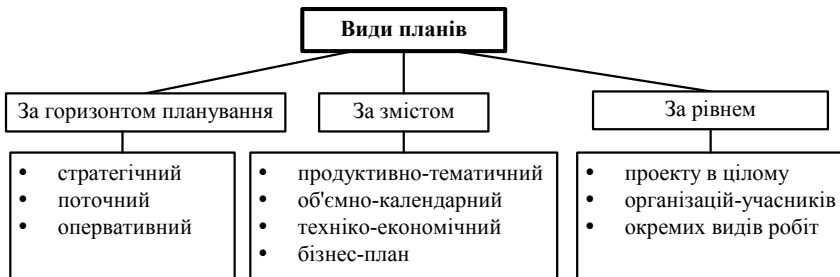 Види планів
За горизонтом планування
За змістом
За рівнем
• стратегічний
• поточний
• опервативний
• продуктивно-тематичний
• об'ємно-календарний
• техніко-економічний
• бізнес-план
• проекту в цілому
• організацій-учасників
• окремих видів робіт